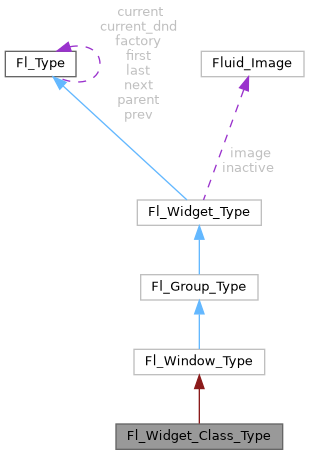 current
current_dnd
factory
first
last
next
parent
prev
Fl_Type
Fluid_Image
image
inactive
Fl_Widget_Type
Fl_Group_Type
Fl_Window_Type
Fl_Widget_Class_Type